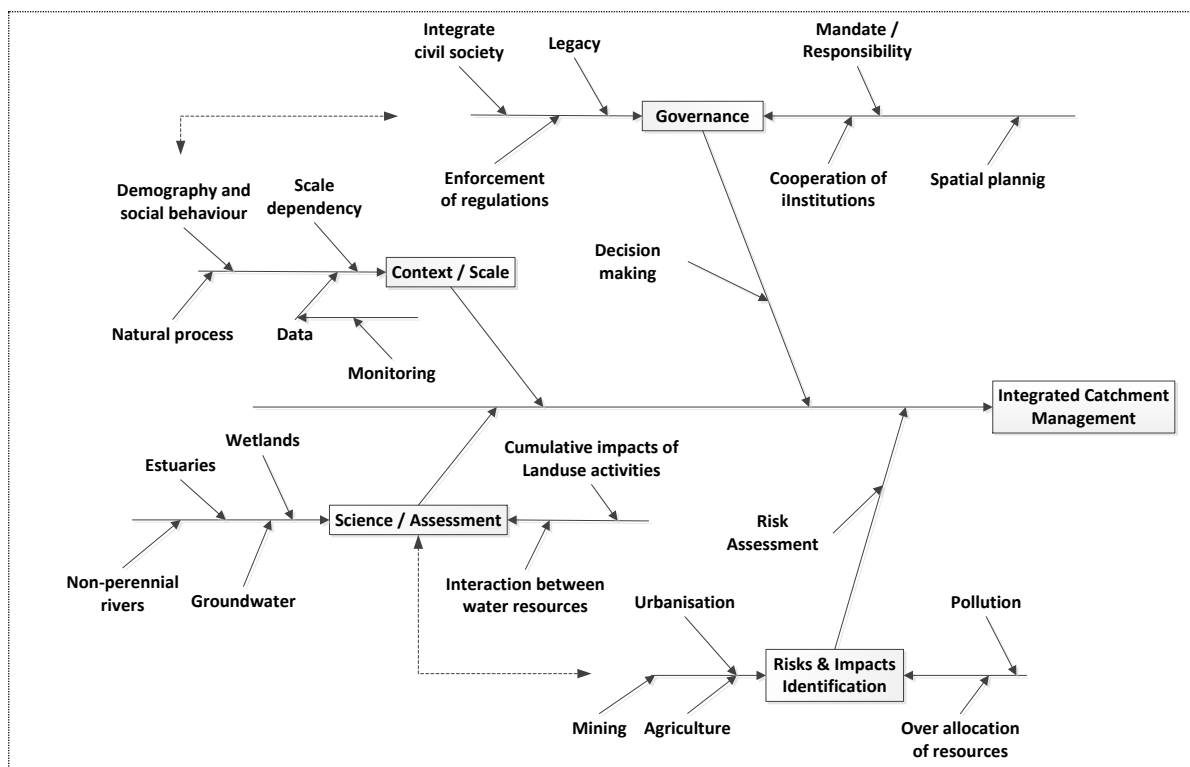 Integrate
civil society
Legacy
Mandate /
Responsibility
Governance
Enforcement
of regulations
Cooperation of
iInstitutions
Spatial plannig
Demography and
social behaviour
Scale
dependency
Decision
making
Context / Scale
Natural process
Data
Monitoring
Integrated Catchment
Management
Wetlands
Estuaries
Cumulative impacts of
Landuse activities
Science / Assessment
Risk
Assessment
Non-perennial
rivers
Groundwater
Interaction between
water resources
Urbanisation
Pollution
Risks & Impacts
Identification
Mining
Agriculture
Over allocation
of resources